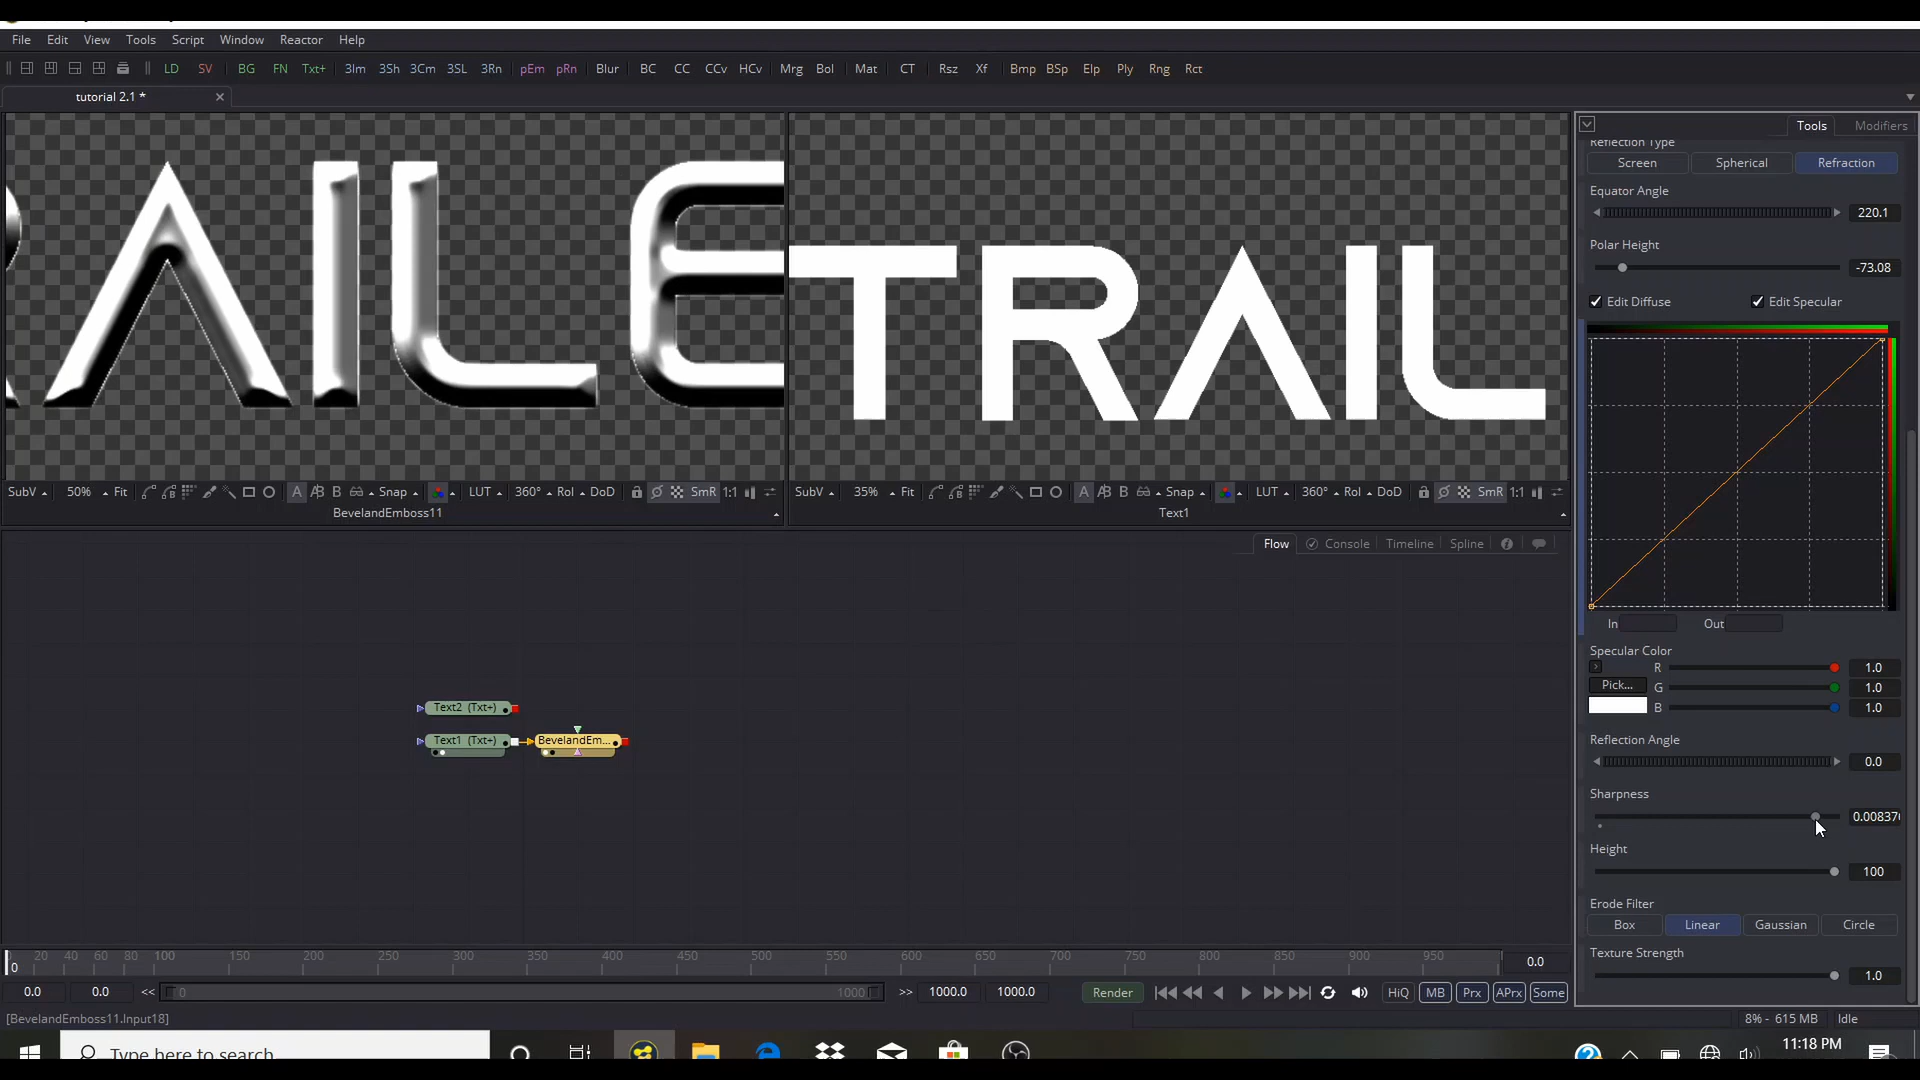 File Edit View Tools Script Window Reactor Help
LD SV BG FN Txt+ 3Im 3Sh 3Cm 3SL 3Rn pEm pRn Blur BC CC CCv HCv Mrg Bol Mat CT Rsz Xf Bmp BSp Elp Ply Rng Rct
tutorial 2.1 *
Tools Modifiers
Reflection Type
Screen Spherical Refraction
Equator Angle
220.1
Polar Height
-73.08
Edit Diffuse Edit Specular
AILE
TRAIL
SubV 50% Fit A B Snap LUT 360° RoI DoD SmR 1:1
BevelandEmboss11
SubV 35% Fit A B Snap LUT 360° RoI DoD SmR 1:1
Text1
Flow Console Timeline Spline
In Out
Specular Color
R 1.0
Pick... G 1.0
B 1.0
Text2 (Txt+)
Text1 (Txt+) BevelandEm...
Reflection Angle
0.0
Sharpness
0.00837
Height
100
Erode Filter
Box Linear Gaussian Circle
Texture Strength
1.0
0 20 40 60 80 100 150 200 250 300 350 400 450 500 550 600 650 700 750 800 850 900 950 0.0
0.0 0.0 << 0 1000 >> 1000.0 1000.0 Render HiQ MB Prx APrx Some
[BevelandEmboss11.Input18]
8% - 615 MB Idle
Type here to search
11:18 PM